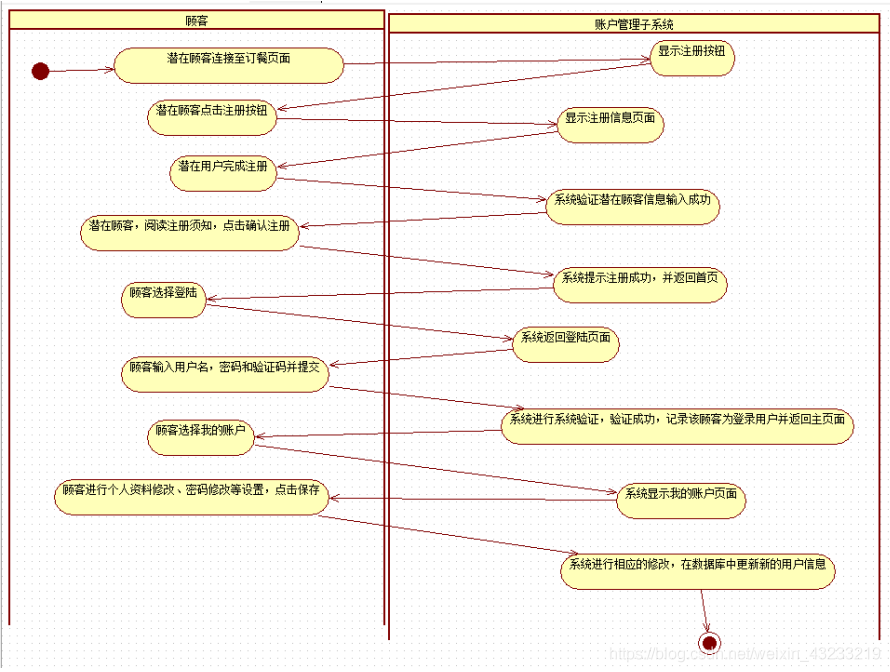 顾客
账户管理子系统
潜在顾客连接至订餐页面
显示注册按钮
潜在顾客点击注册按钮
显示注册信息页面
潜在用户完成注册
系统验证潜在顾客信息输入成功
潜在顾客，阅读注册须知，点击确认注册
系统提示注册成功，并返回首页
顾客选择登陆
系统返回登陆页面
顾客输入用户名，密码和验证码并提交
系统进行系统验证，验证成功，记录该顾客为登录用户并返回主页面
顾客选择我的账户
系统显示我的账户页面
顾客进行个人资料修改、密码修改等设置，点击保存
系统进行相应的修改，在数据库中更新新的用户信息
https://blog.csdn.net/weixin_43233219